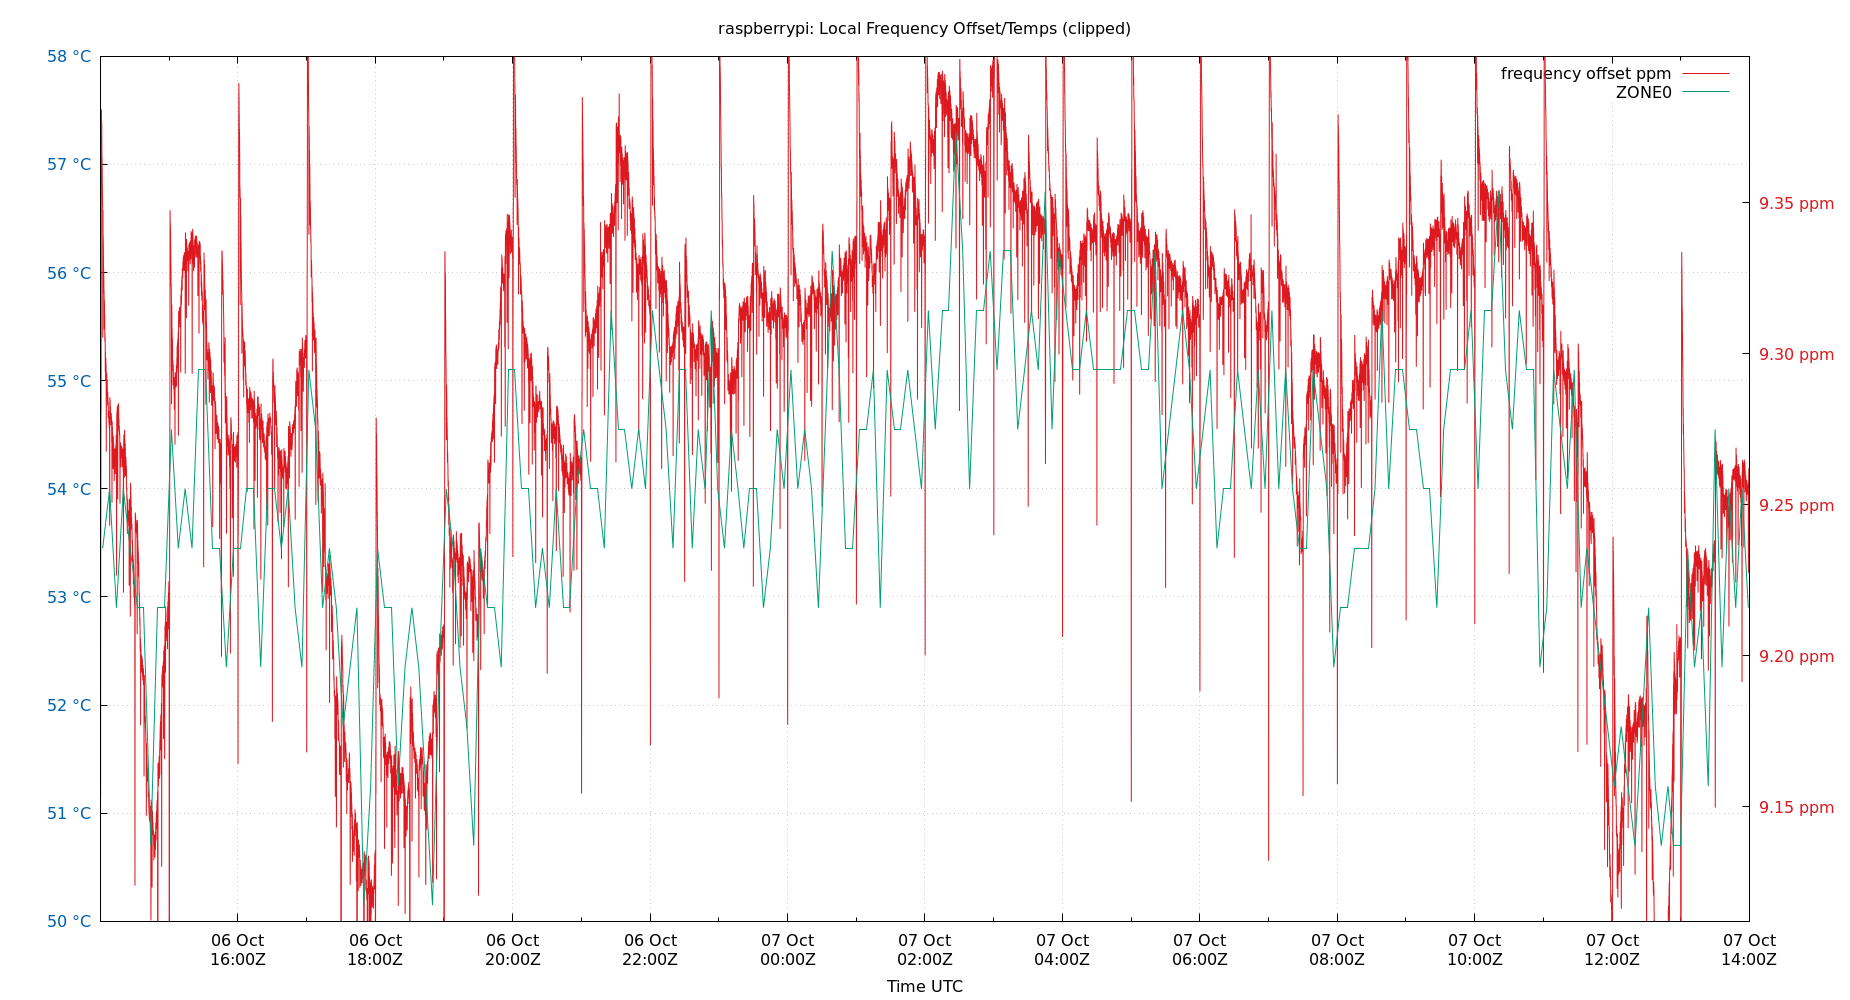 raspberrypi: Local Frequency Offset/Temps (clipped)
58 °C
57 °C
56 °C
55 °C
54 °C
53 °C
52 °C
51 °C
50 °C
frequency offset ppm
ZONE0
9.35 ppm
9.30 ppm
9.25 ppm
9.20 ppm
9.15 ppm
06 Oct
16:00Z
06 Oct
18:00Z
06 Oct
20:00Z
06 Oct
22:00Z
07 Oct
00:00Z
07 Oct
02:00Z
07 Oct
04:00Z
07 Oct
06:00Z
07 Oct
08:00Z
07 Oct
10:00Z
07 Oct
12:00Z
07 Oct
14:00Z
Time UTC